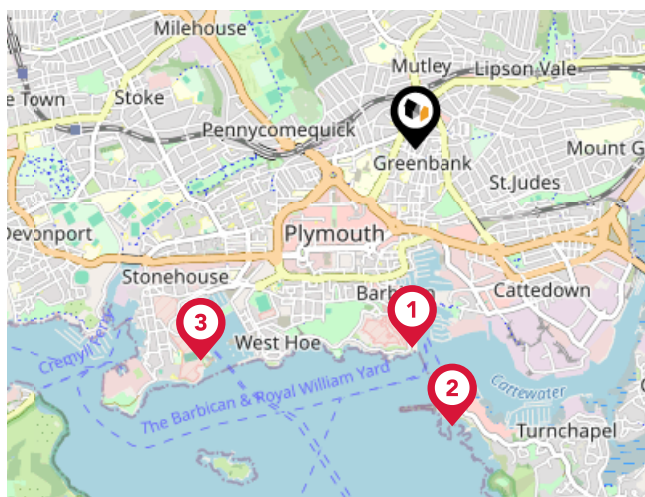 Milehouse
Mutley
Lipson Vale
e Town
Stoke
Pennycomequick
Greenbank
Mount G
St.Judes
Devonport
Plymouth
Stonehouse
Barbican
Cattedown
1
3
West Hoe
Cremyll Ferry
The Barbican & Royal William Yard
2
Cattewater
Turnchapel